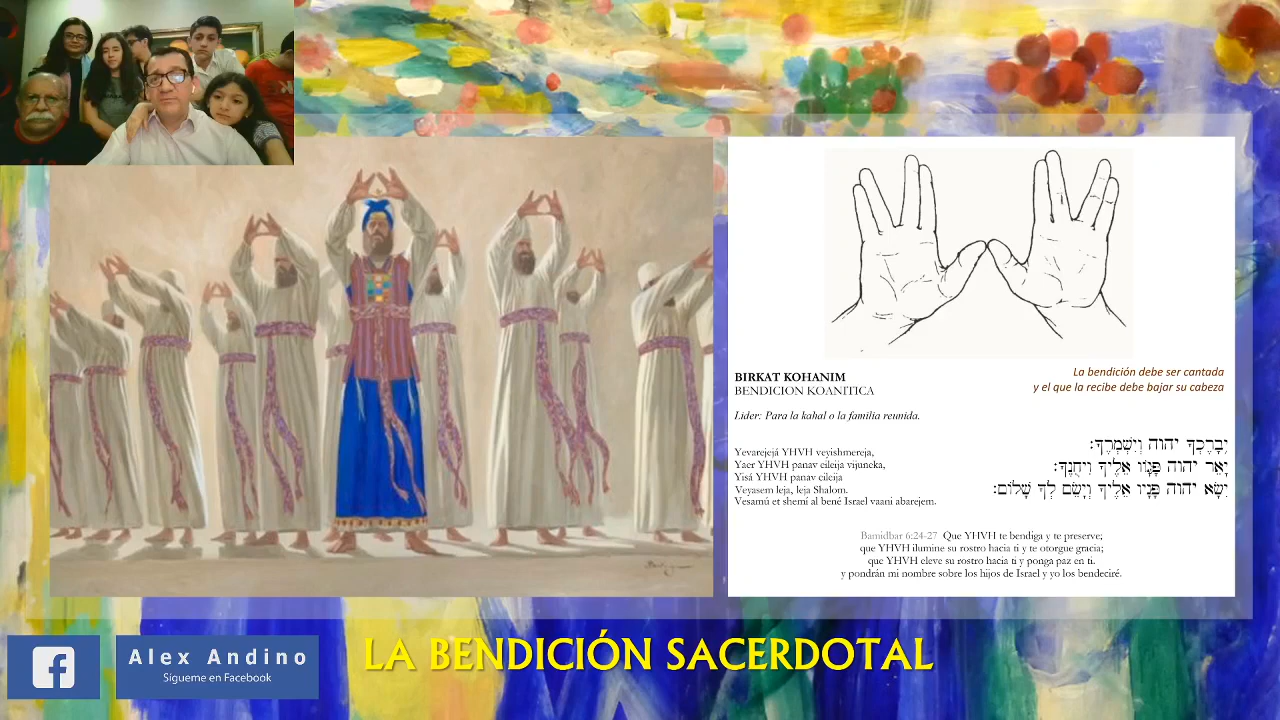 BIRKAT KOHANIM
BENDICION KOANITICA
La bendición debe ser cantada
y el que la recibe debe bajar su cabeza
Lider: Para la kahal o la familia reunida.
Yevarejejá YHVH veyishmereja,
Yaer YHVH panav eileija vijuneka,
Yisá YHVH panav eileija
Veyasem leja, leja Shalom.
Vesamú et shemí al bené Israel vaani abarejem.
יְבָרֶכְךָ יהוה וְיִשְׁמְרֶךָ:
יָאֵר יהוה פָּנָיו אֵלֶיךָ וִיחֻנֶּךָּ:
יִשָּׂא יהוה פָּנָיו אֵלֶיךָ וְיָשֵׂם לְךָ שָׁלוֹם:
Bamidbar 6:24-27 Que YHVH te bendiga y te preserve;
que YHVH ilumine su rostro hacia ti y te otorgue gracia;
que YHVH eleve su rostro hacia ti y ponga paz en ti.
y pondrán mi nombre sobre los hijos de Israel y yo los bendeciré.
Alex Andino
Sigueme en Facebook
LA BENDICIÓN SACERDOTAL